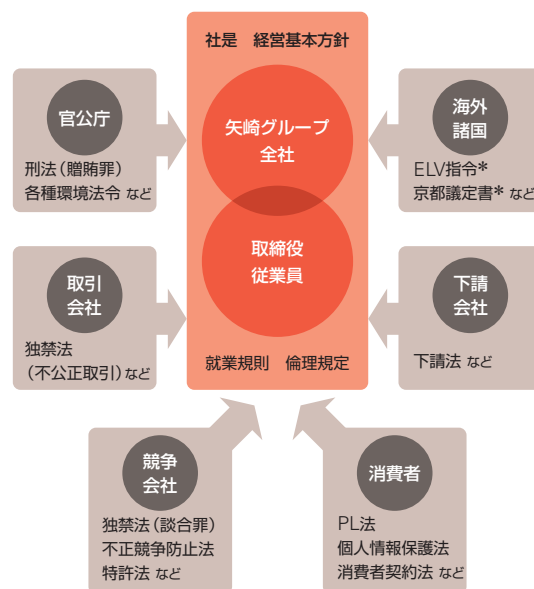 社是 経営基本方針
矢崎グループ
全社
取締役
従業員
就業規則 倫理規定
官公庁
刑法(贈賄罪)
各種環境法令 など
海外
諸国
ELV指令*
京都議定書* など
取引
会社
独禁法
(不公正取引)など
下請
会社
下請法 など
競争
会社
独禁法(談合罪)
不正競争防止法
特許法 など
消費者
PL法
個人情報保護法
消費者契約法 など